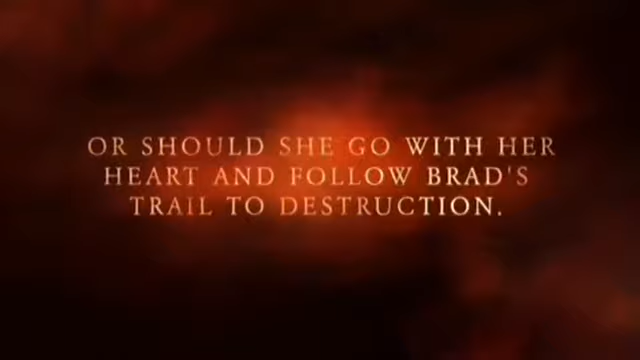 OR SHOULD SHE GO WITH HER
HEART AND FOLLOW BRAD'S
TRAIL TO DESTRUCTION.